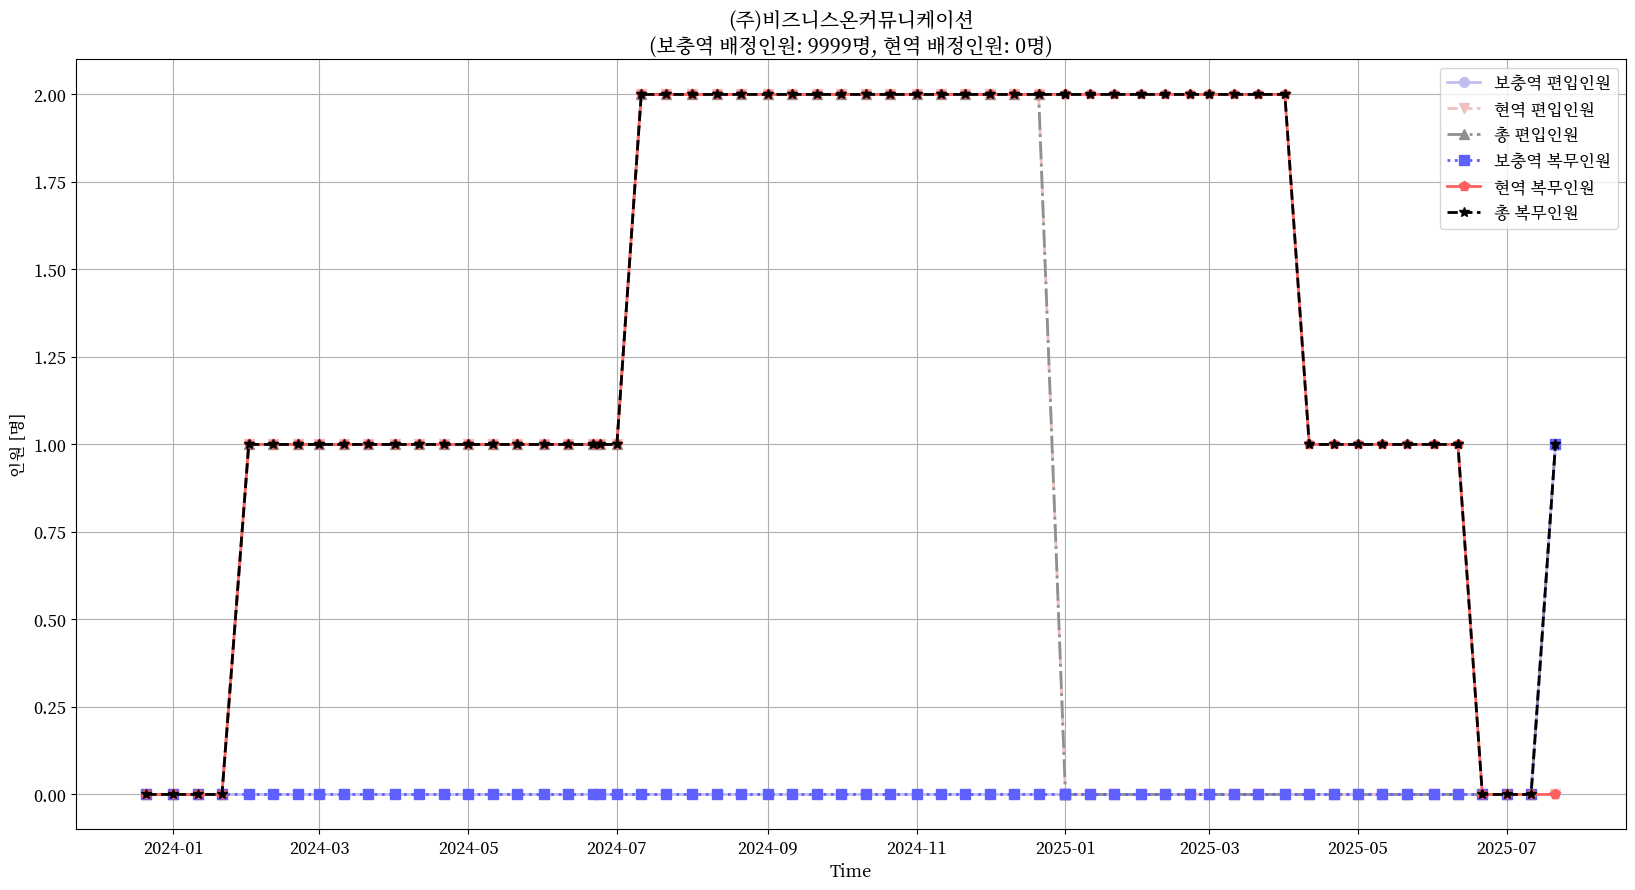 (주)비즈니스온커뮤니케이션
(보충역 배정인원: 9999명, 현역 배정인원: 0명)
보충역 편입인원
현역 편입인원
총 편입인원
보충역 복무인원
현역 복무인원
총 복무인원
인원 [명]
2.00
1.75
1.50
1.25
1.00
0.75
0.50
0.25
0.00
2024-01
2024-03
2024-05
2024-07
2024-09
2024-11
2025-01
2025-03
2025-05
2025-07
Time